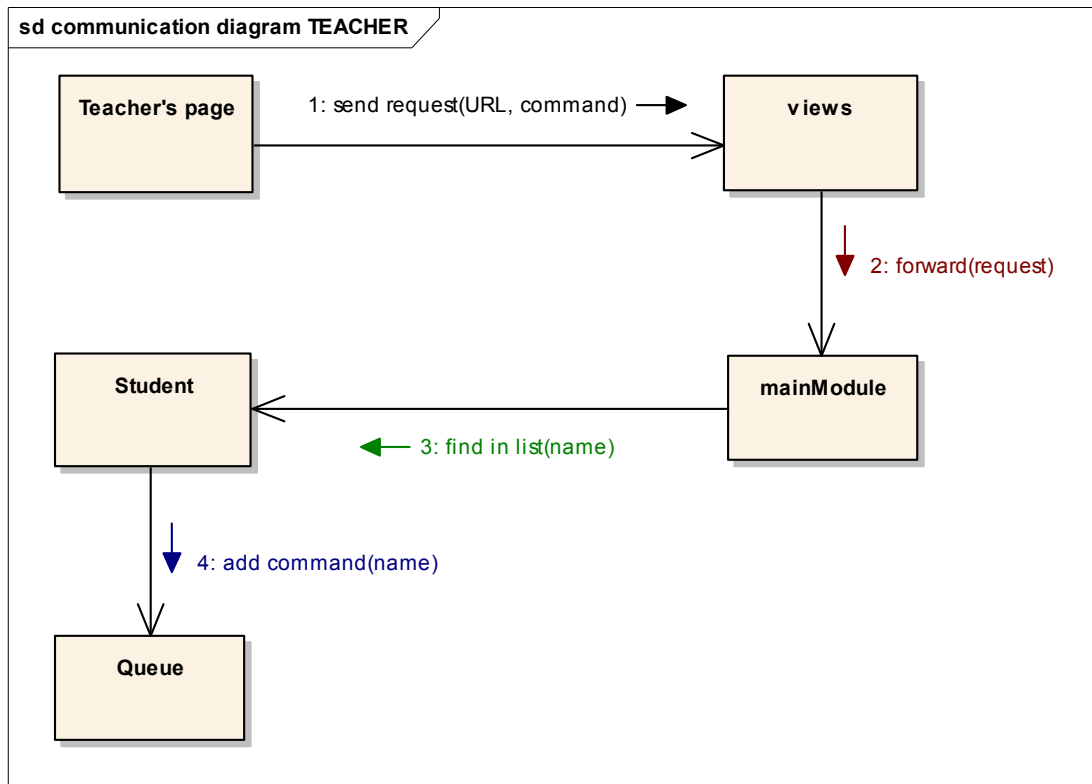 sd communication diagram TEACHER
Teacher's page
1: send request(URL, command)
views
2: forward(request)
Student
mainModule
3: find in list(name)
4: add command(name)
Queue